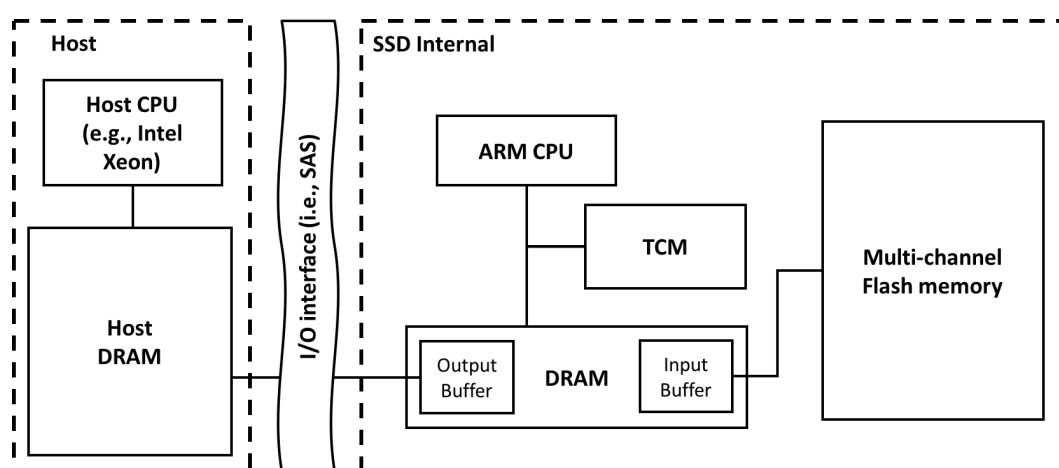 Host
Host CPU
(e.g., Intel
Xeon)
Host
DRAM
I/O interface (i.e., SAS)
SSD Internal
ARM CPU
TCM
Output
Buffer
DRAM
Input
Buffer
Multi-channel
Flash memory